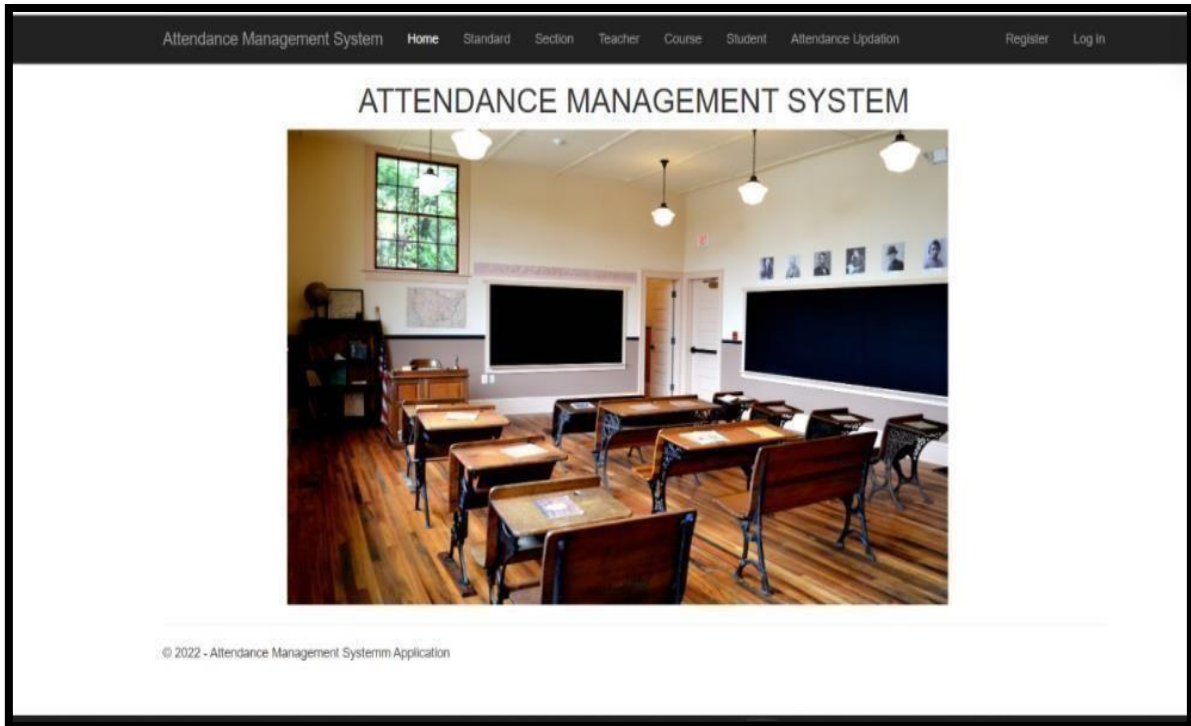 Attendance Management System Home Standard Section Teacher Course Student Attendance Updation Register Log in
ATTENDANCE MANAGEMENT SYSTEM
© 2022 - Attendance Management Systemm Application